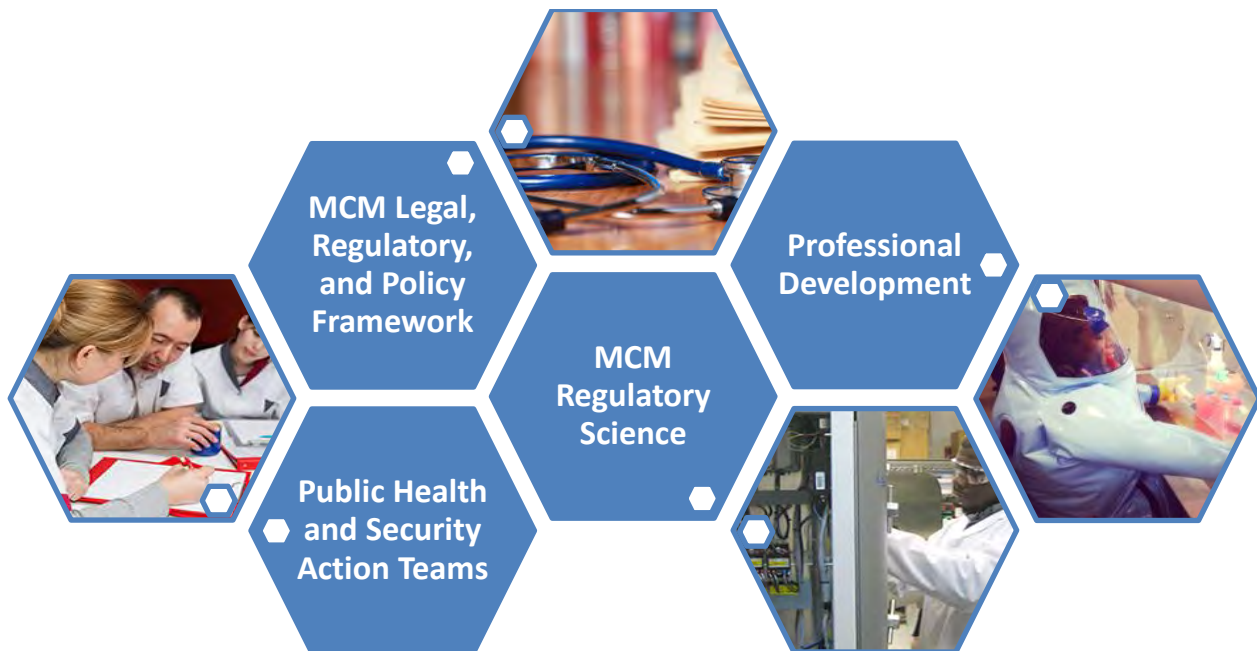 MCM Legal,
Regulatory,
and Policy
Framework
Professional
Development
MCM
Regulatory
Science
Public Health
and Security
Action Teams